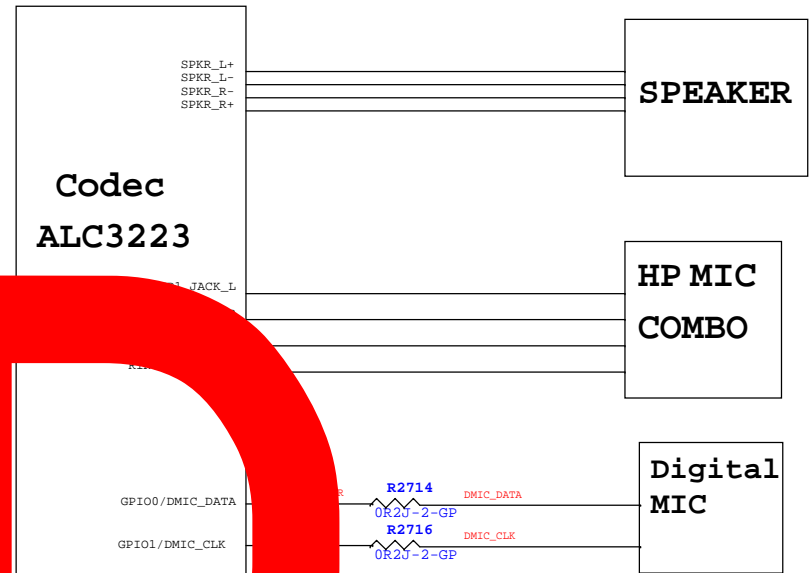 SPKR_L+
SPKR_L-
SPKR_R-
SPKR_R+
SPEAKER
Codec
ALC3223
JACK_L
HP MIC
COMBO
GPIO0/DMIC_DATA
R2714
0R2J-2-GP
DMIC_DATA
GPIO1/DMIC_CLK
R2716
0R2J-2-GP
DMIC_CLK
Digital
MIC